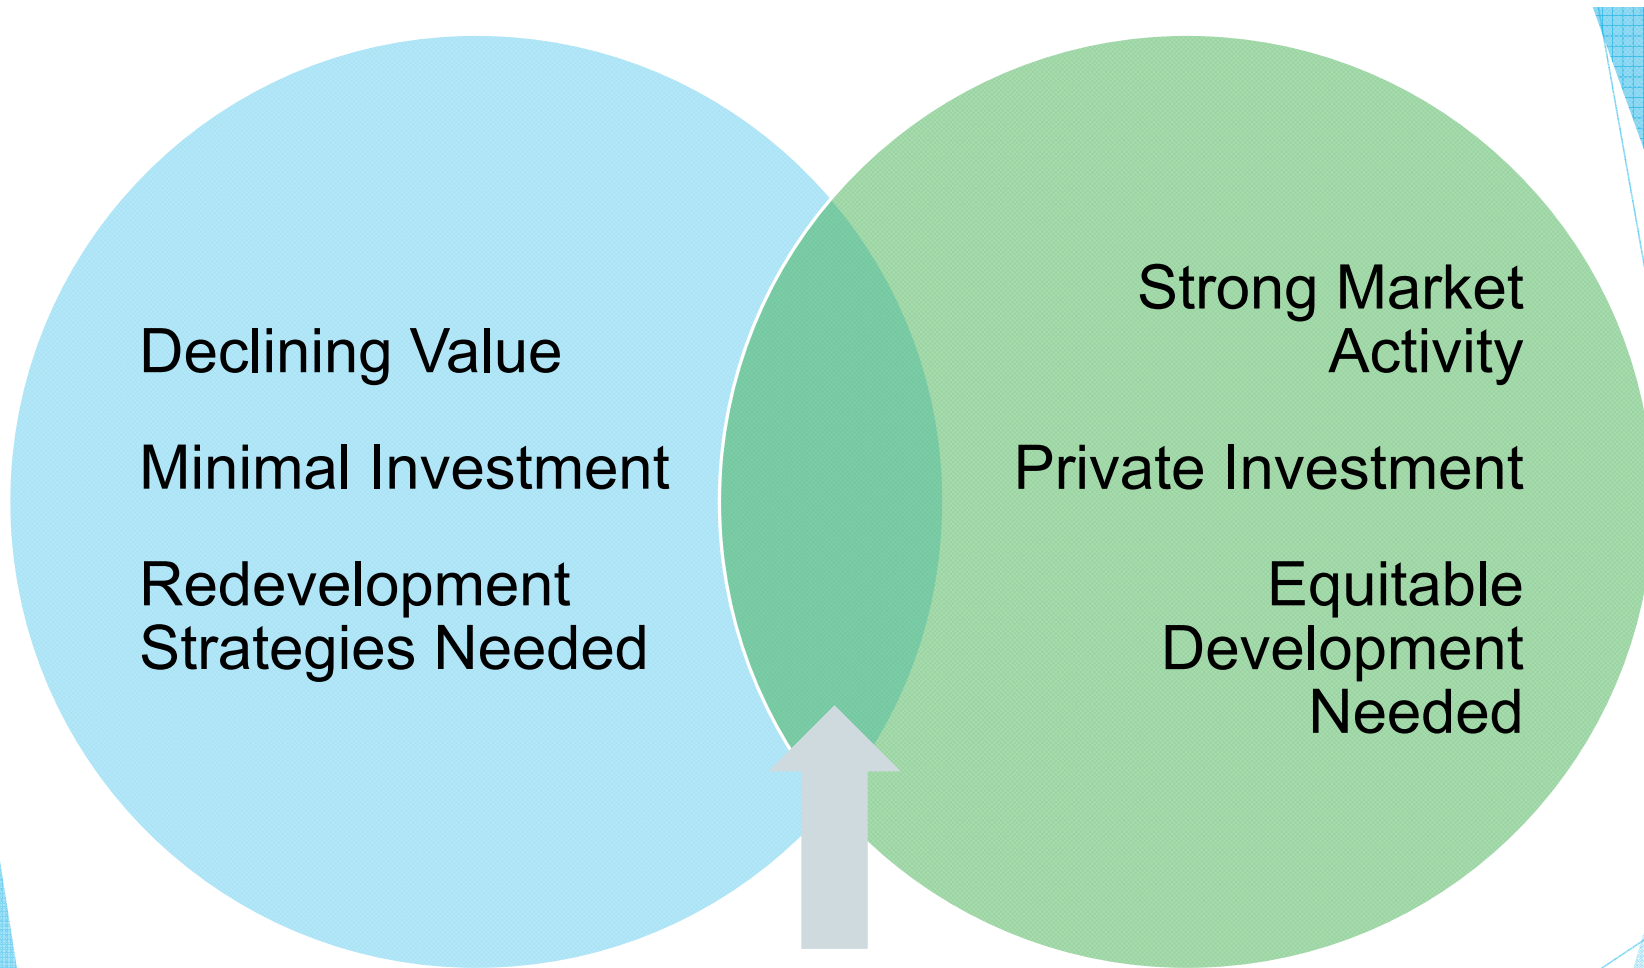 Declining Value
Minimal Investment
Redevelopment
Strategies Needed
Strong Market
Activity
Private Investment
Equitable
Development
Needed